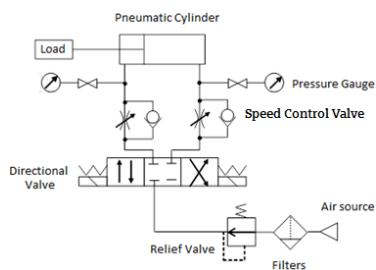 Pneumatic Cylinder
Load
Pressure Gauge
Speed Control Valve
Directional
Valve
Air source
Relief Valve
Filters